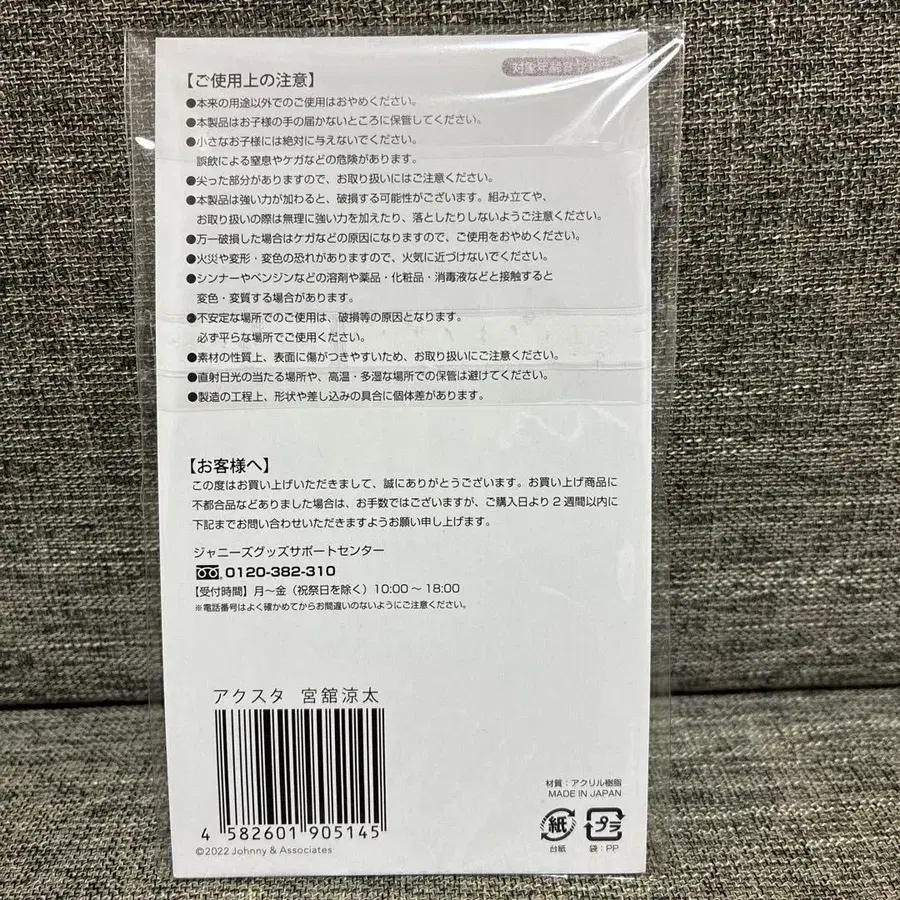 対象年齢
【ご使用上の注意】
●本来の用途以外でのご使用はおやめください。
●本製品はお子様の手の届かないところに保管してください。
●小さなお子様には絶対に与えないでください。
誤飲による窒息やケガなどの危険があります。
●尖った部分がありますので、お取り扱いにはご注意ください。
●本製品は強い力が加わると、破損する可能性がございます。組み立てや、
お取り扱いの際は無理に強い力を加えたり、落としたりしないようご注意ください。
●万一破損した場合はケガなどの原因になりますので、ご使用をおやめください。
●火災や変形・変色の恐れがありますので、火気に近づけないでください。
●シンナーやベンジンなどの溶剤や薬品・化粧品・消毒液などと接触すると
変色・変質する場合があります。
●不安定な場所でのご使用は、破損等の原因となります。
必ず平らな場所でご使用ください。
●素材の性質上、表面に傷がつきやすいため、お取り扱いにご注意ください。
●直射日光の当たる場所や、高温・多湿な場所での保管は避けてください。
●製造の工程上、形状や差し込みの具合に個体差があります。
【お客様へ】
この度はお買い上げいただきまして、誠にありがとうございます。お買い上げ商品に
不都合品などありました場合は、お手数ではございますが、ご購入日より2週間以内に
下記までお問い合わせいただきますようお願い申し上げます。
ジャニーズグッズサポートセンター
0120-382-310
【受付時間】月～金（祝祭日を除く）10:00～18:00
※電話番号はよく確かめてからお間違いのないようにご注意ください。
アクスタ 宮舘涼太
4 582601 905145
©2022 Johnny & Associates
材質：アクリル樹脂
MADE IN JAPAN
紙
台紙
プラ
袋：PP